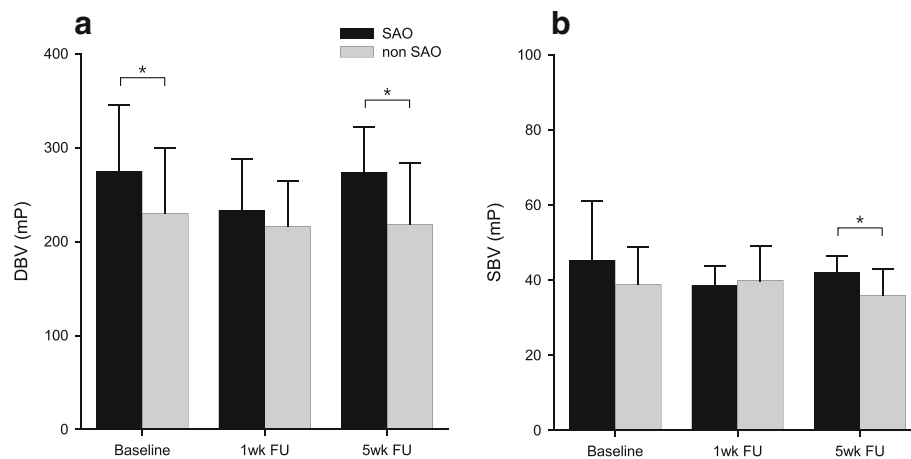 a
SAO
non SAO
400
300
200
100
0
DBV (mP)
*
*
Baseline 1wk FU 5wk FU
b
100
80
60
40
20
0
SBV (mP)
*
Baseline 1wk FU 5wk FU